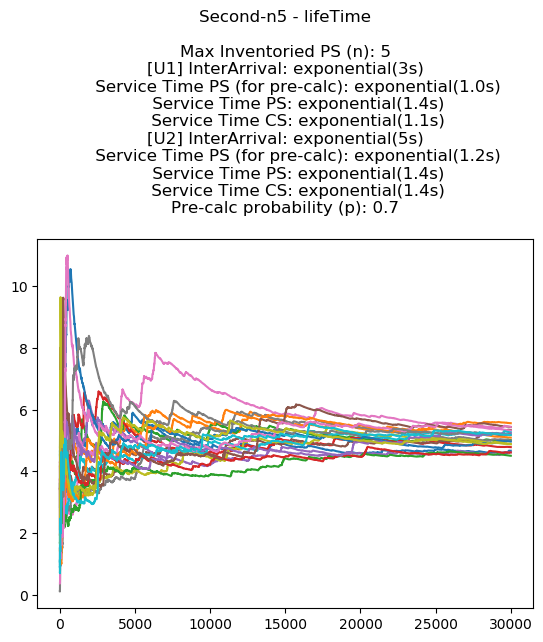 Second-n5 - lifeTime
Max Inventoried PS (n): 5
[U1] InterArrival: exponential(3s)
Service Time PS (for pre-calc): exponential(1.0s)
Service Time PS: exponential(1.4s)
Service Time CS: exponential(1.1s)
[U2] InterArrival: exponential(5s)
Service Time PS (for pre-calc): exponential(1.2s)
Service Time PS: exponential(1.4s)
Service Time CS: exponential(1.4s)
Pre-calc probability (p): 0.7
10
8
6
4
2
0
0 5000 10000 15000 20000 25000 30000